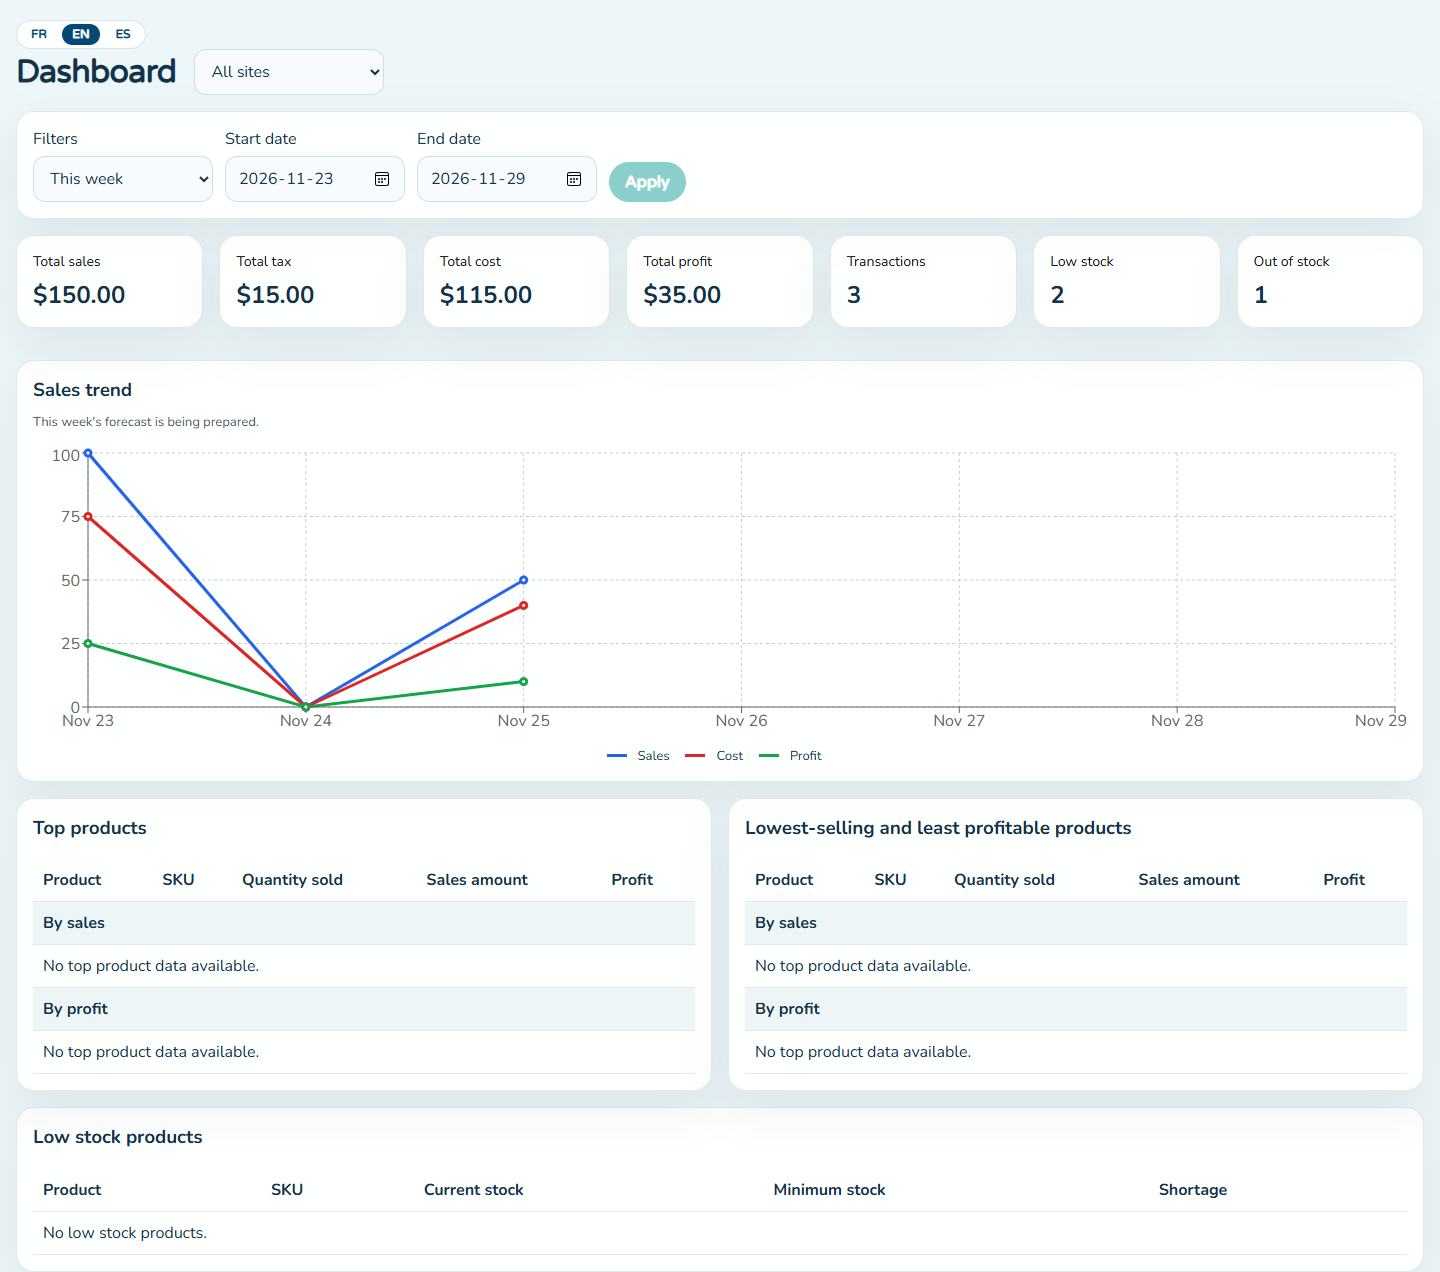 FR EN ES
Dashboard All sites
Filters Start date End date
This week 2026-11-23 2026-11-29 Apply
Total sales Total tax Total cost Total profit Transactions Low stock Out of stock
$150.00 $15.00 $115.00 $35.00 3 2 1
Sales trend
This week's forecast is being prepared.
100
75
50
25
0
Nov 23 Nov 24 Nov 25 Nov 26 Nov 27 Nov 28 Nov 29
Sales Cost Profit
Top products
Product SKU Quantity sold Sales amount Profit
By sales
No top product data available.
By profit
No top product data available.
Lowest-selling and least profitable products
Product SKU Quantity sold Sales amount Profit
By sales
No top product data available.
By profit
No top product data available.
Low stock products
Product SKU Current stock Minimum stock Shortage
No low stock products.